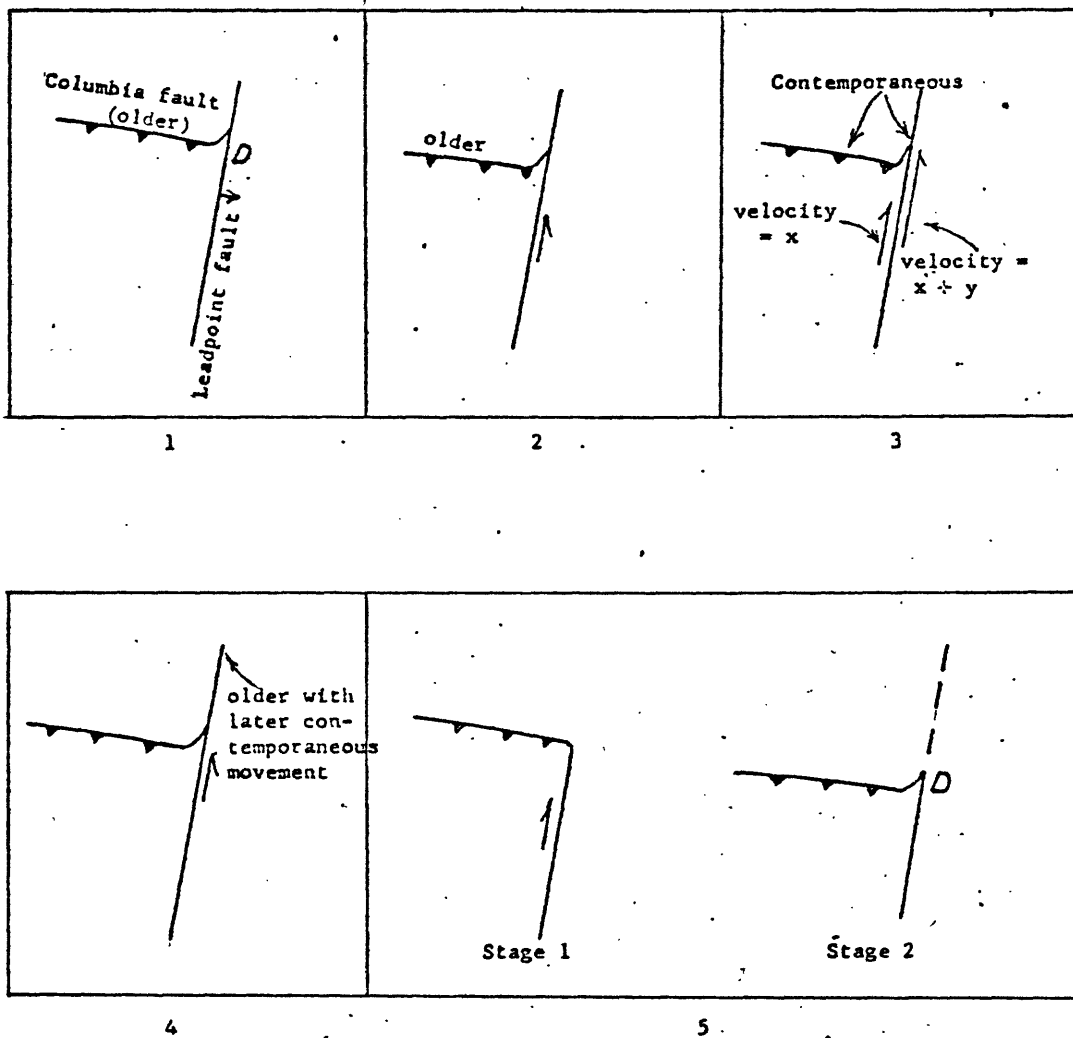 Columbia fault
(older)
D
Leadpoint fault
1
older
2
Contemporaneous
velocity
= x
velocity =
x + y
3
older with
later con-
temporaneous
movement
4
Stage 1
D
Stage 2
5